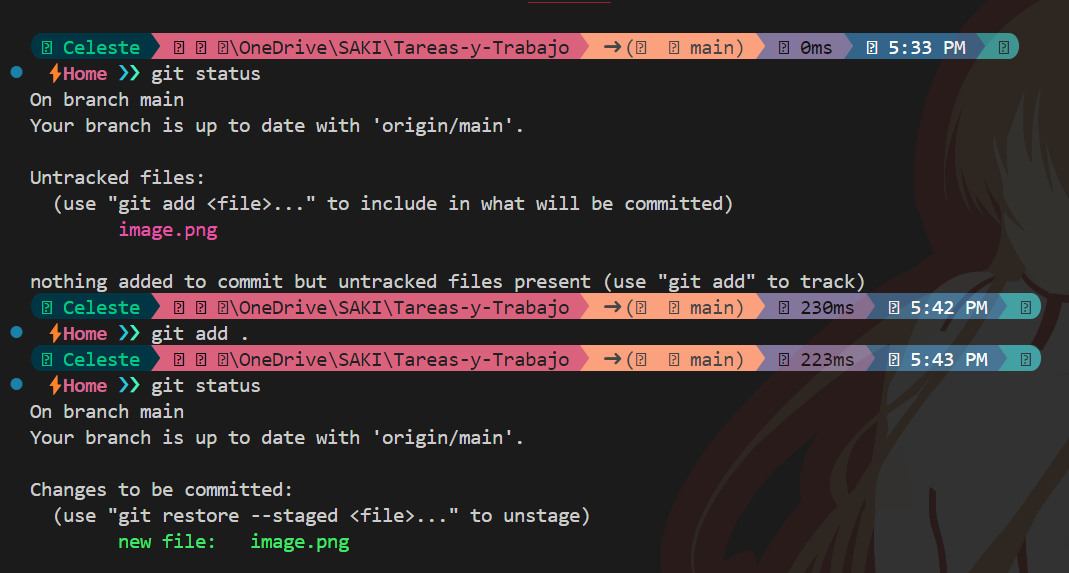 Celeste \OneDrive\SAKI\Tareas-y-Trabajo →( main) 0ms 5:33 PM
Home ❯❯ git status
On branch main
Your branch is up to date with 'origin/main'.
Untracked files:
(use "git add <file>..." to include in what will be committed)
image.png
nothing added to commit but untracked files present (use "git add" to track)
Celeste \OneDrive\SAKI\Tareas-y-Trabajo →( main) 230ms 5:42 PM
Home ❯❯ git add .
Celeste \OneDrive\SAKI\Tareas-y-Trabajo →( main) 223ms 5:43 PM
Home ❯❯ git status
On branch main
Your branch is up to date with 'origin/main'.
Changes to be committed:
(use "git restore --staged <file>..." to unstage)
new file: image.png